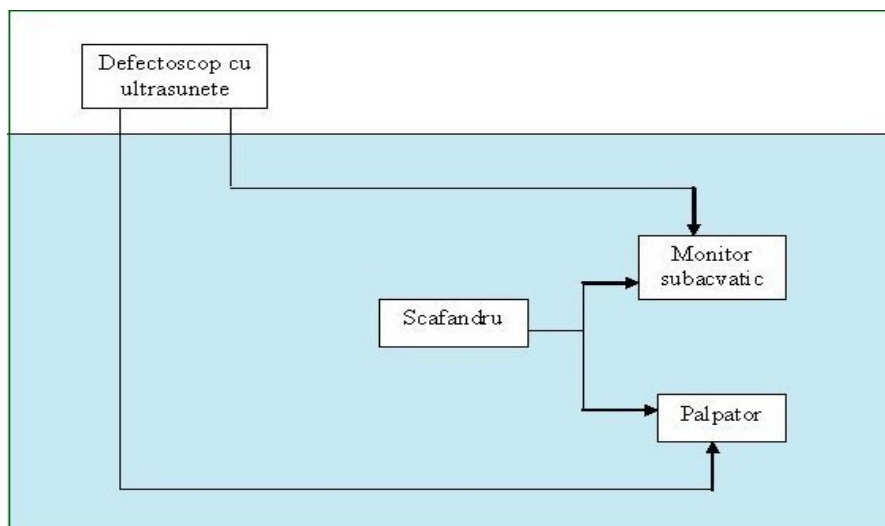 Defectoscop cu
ultrasunete
Monitor
subacvatic
Scafandru
Palpator